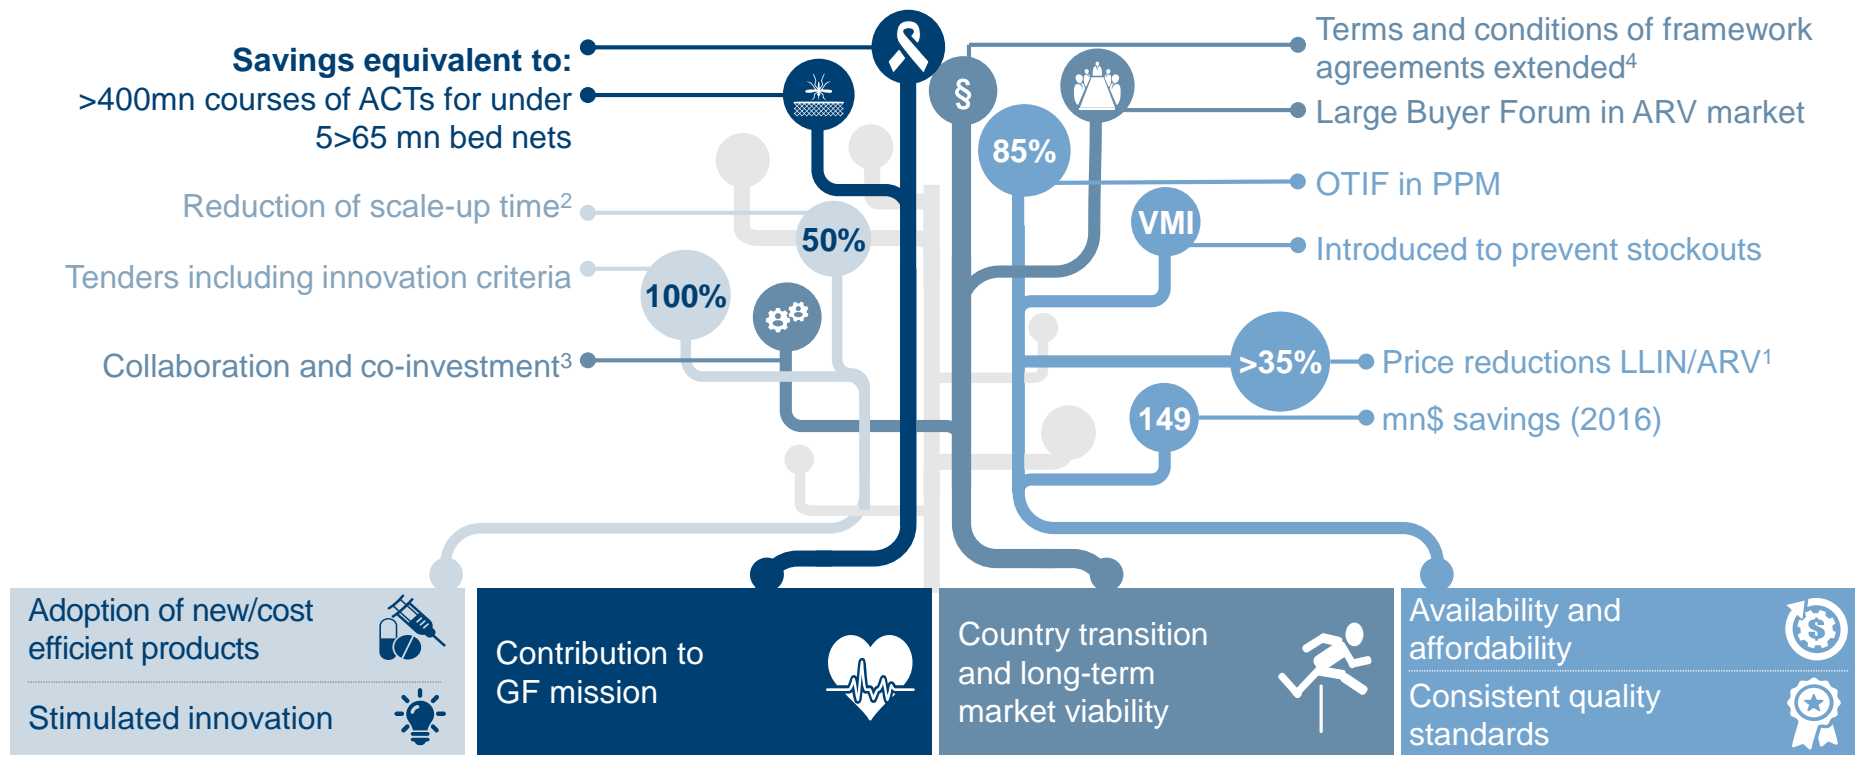 Savings equivalent to:
>400mn courses of ACTs for under
5>65 mn bed nets
Reduction of scale-up time²
50%
Tenders including innovation criteria
100%
Collaboration and co-investment³
§
Terms and conditions of framework
agreements extended⁴
Large Buyer Forum in ARV market
85%
OTIF in PPM
VMI
Introduced to prevent stockouts
>35%
Price reductions LLIN/ARV¹
149
mn$ savings (2016)
Adoption of new/cost
efficient products
Stimulated innovation
Contribution to
GF mission
Country transition
and long-term
market viability
Availability and
affordability
$
Consistent quality
standards